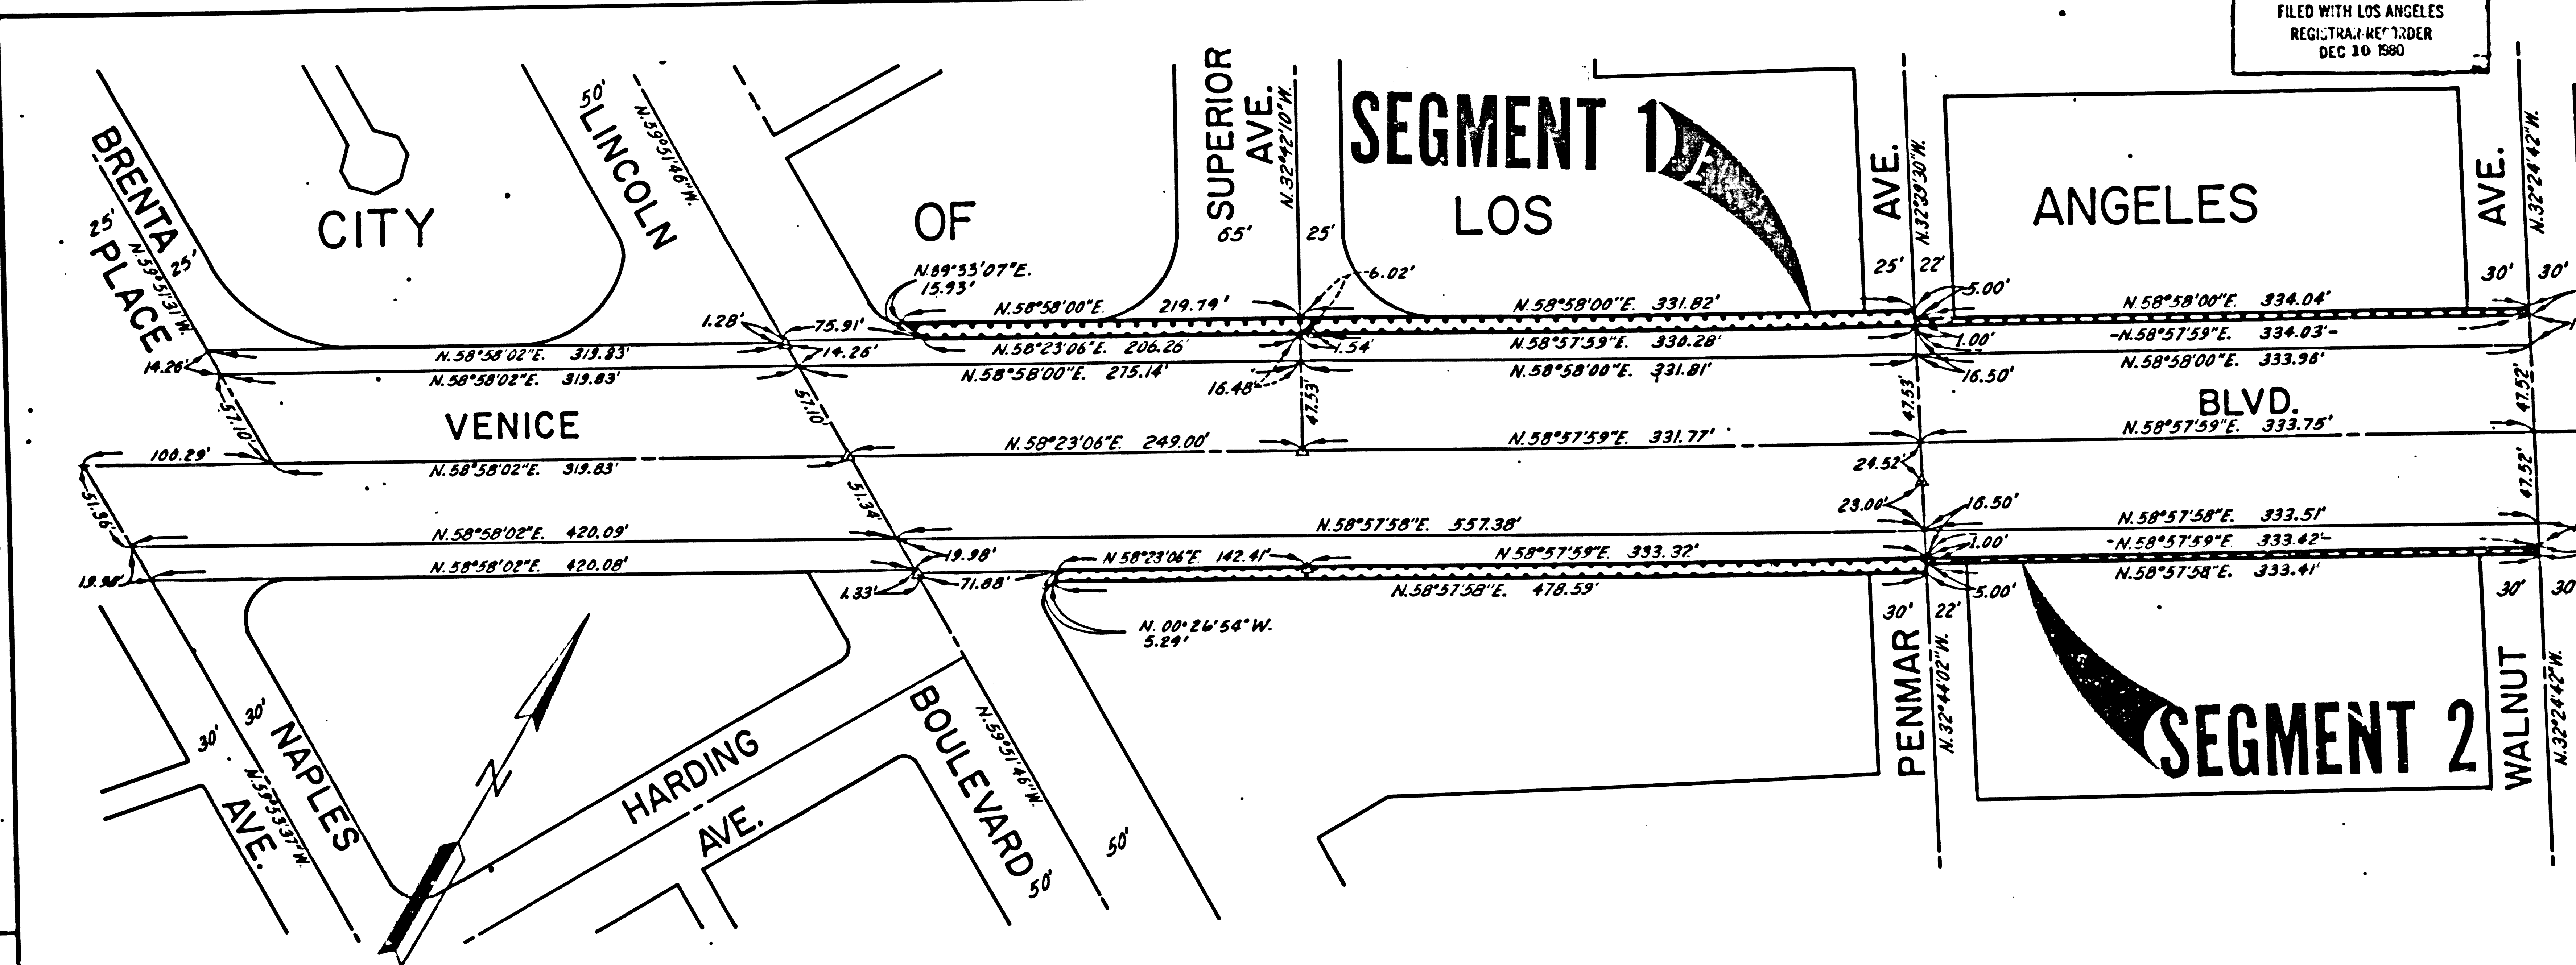 FILED WITH LOS ANGELES
REGISTRAR-RECORDER
DEC 10 1980
SEGMENT 1
CITY
OF
LOS
ANGELES
BRENTA
PLACE
25'
25'
N.59°51'31"W.
50'
LINCOLN
N.59°51'46"W.
SUPERIOR
AVE.
N.32°42'10"W.
65'
25'
AVE.
N.32°39'30"W.
25'
22'
AVE.
N.32°24'42"W.
30'
30'
N.89°33'07"E.
15.93'
N.58°58'00"E. 219.79'
6.02'
N.58°58'00"E. 331.82'
5.00'
N.58°58'00"E. 334.04'
1.28'
75.91'
14.26'
N.58°58'02"E. 319.83'
14.26'
N.58°23'06"E. 206.26'
1.54'
N.58°57'59"E. 330.28'
1.00'
-N.58°57'59"E. 334.03'-
N.58°58'02"E. 319.83'
N.58°58'00"E. 275.14'
16.48'
N.58°58'00"E. 331.81'
16.50'
N.58°58'00"E. 333.96'
57.10'
57.10'
47.53'
47.53'
47.52'
VENICE
BLVD.
100.29'
N.58°58'02"E. 319.83'
N.58°23'06"E. 249.00'
N.58°57'59"E. 331.77'
N.58°57'59"E. 333.75'
24.52'
51.36'
51.34'
23.00'
47.52'
16.50'
N.58°58'02"E. 420.09'
N.58°57'58"E. 557.38'
N.58°57'58"E. 333.51'
19.98'
N.58°58'02"E. 420.08'
19.98'
N.58°23'06"E. 142.41'
N.58°57'59"E. 333.37'
1.00'
-N.58°57'59"E. 333.42'-
1.33'
71.88'
N.58°57'58"E. 478.59'
5.00'
N.58°57'58"E. 333.41'
N.00°26'54"W.
5.29'
30'
22'
30'
30'
PENMAR
N.32°44'02"W.
WALNUT
N.32°24'42"W.
SEGMENT 2
30'
30'
NAPLES
AVE.
N.59°53'37"W.
N
HARDING
AVE.
BOULEVARD
N.59°51'46"W.
50'
50'